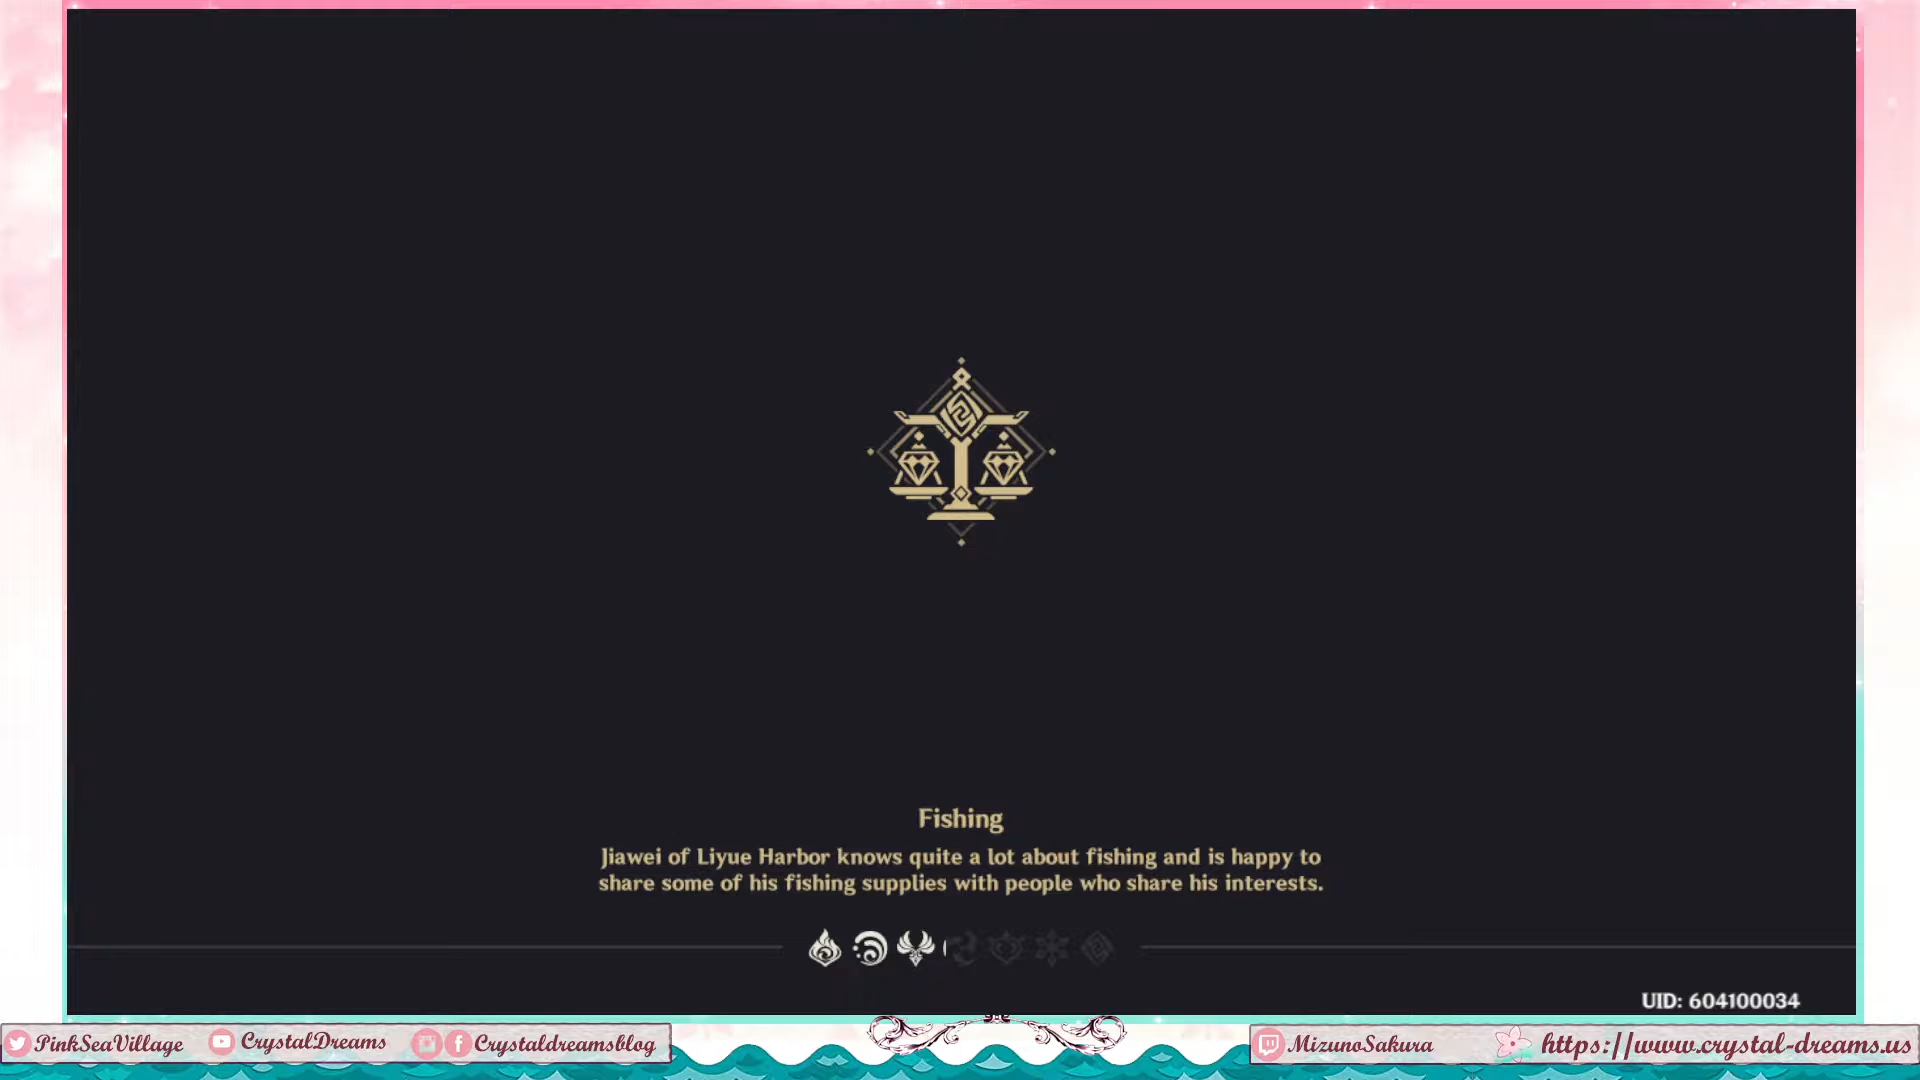 Fishing
Jiawei of Liyue Harbor knows quite a lot about fishing and is happy to
share some of his fishing supplies with people who share his interests.
UID: 604100034
PinkSeaVillage CrystalDreams Crystaldreamsblog MizunoSakura https://www.crystal-dreams.us